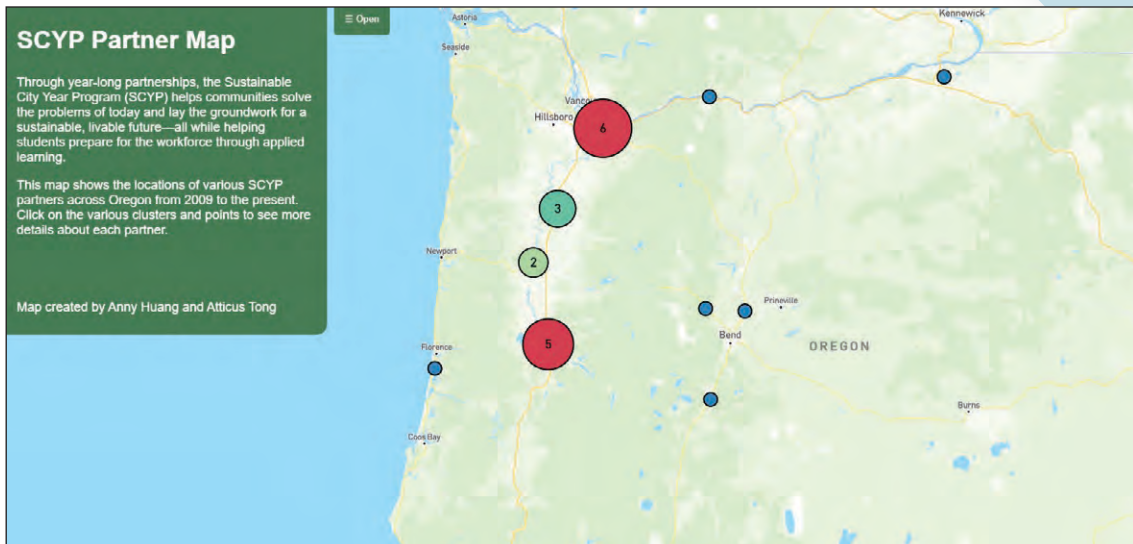 SCYP Partner Map
Through year-long partnerships, the Sustainable
City Year Program (SCYP) helps communities solve
the problems of today and lay the groundwork for a
sustainable, livable future—all while helping
students prepare for the workforce through applied
learning.
This map shows the locations of various SCYP
partners across Oregon from 2009 to the present.
Click on the various clusters and points to see more
details about each partner.
Map created by Anny Huang and Atticus Tong
☰ Open
Astoria
Seaside
Kennewick
Vancou
Hillsboro
6
3
Newport
2
Prineville
Bend
OREGON
5
Florence
Burns
Coos Bay